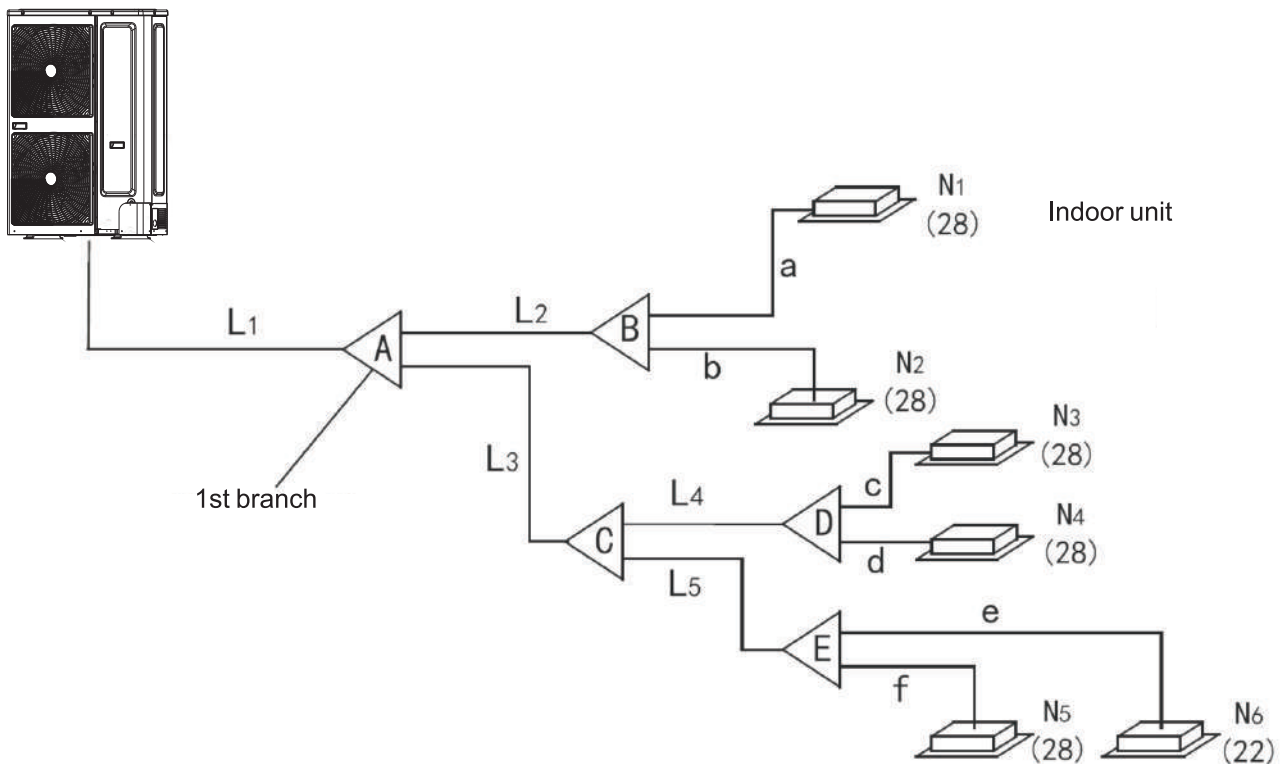 N1
(28)
Indoor unit
a
L1
A
L2
B
b
N2
(28)
N3
(28)
L3
1st branch
c
L4
D
N4
(28)
d
C
L5
e
E
f
N5
(28)
N6
(22)